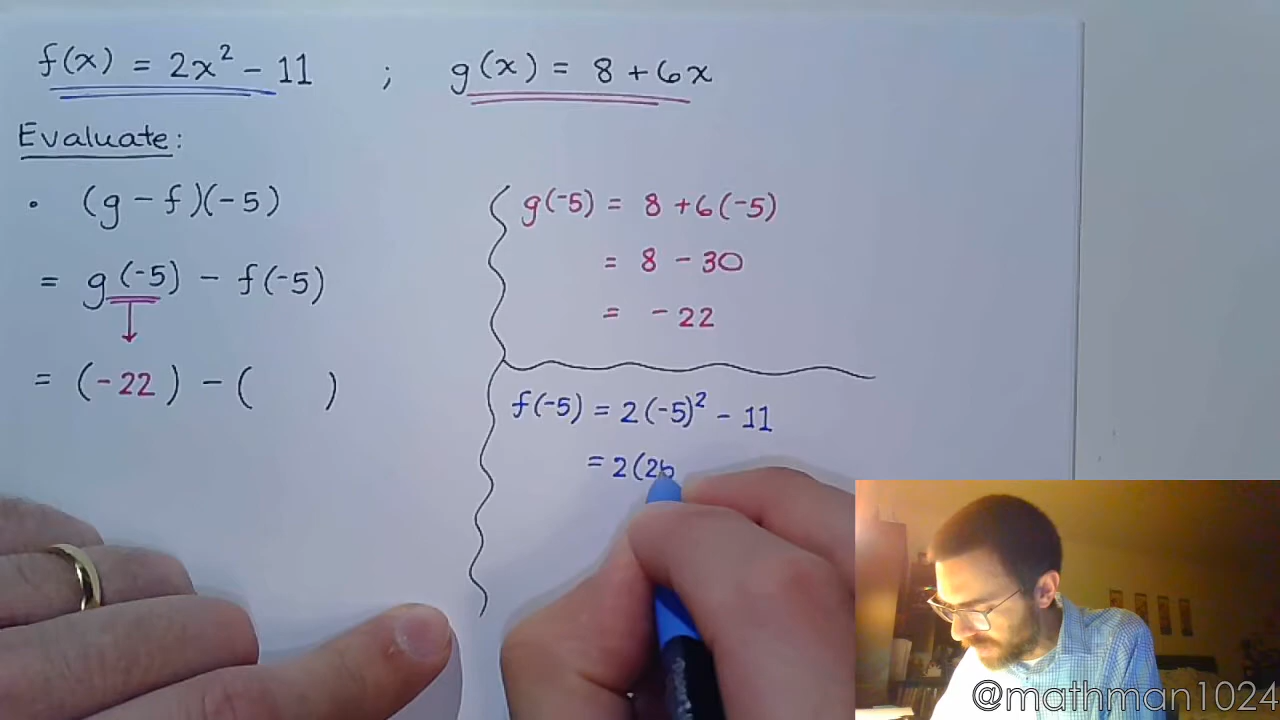 f(x) = 2x² - 11 ; g(x) = 8 + 6x
Evaluate:
• (g - f)(-5)
= g(-5) - f(-5)
= (-22) - ( )
g(-5) = 8 + 6(-5)
= 8 - 30
= -22
f(-5) = 2(-5)² - 11
= 2(25
@mathman1024